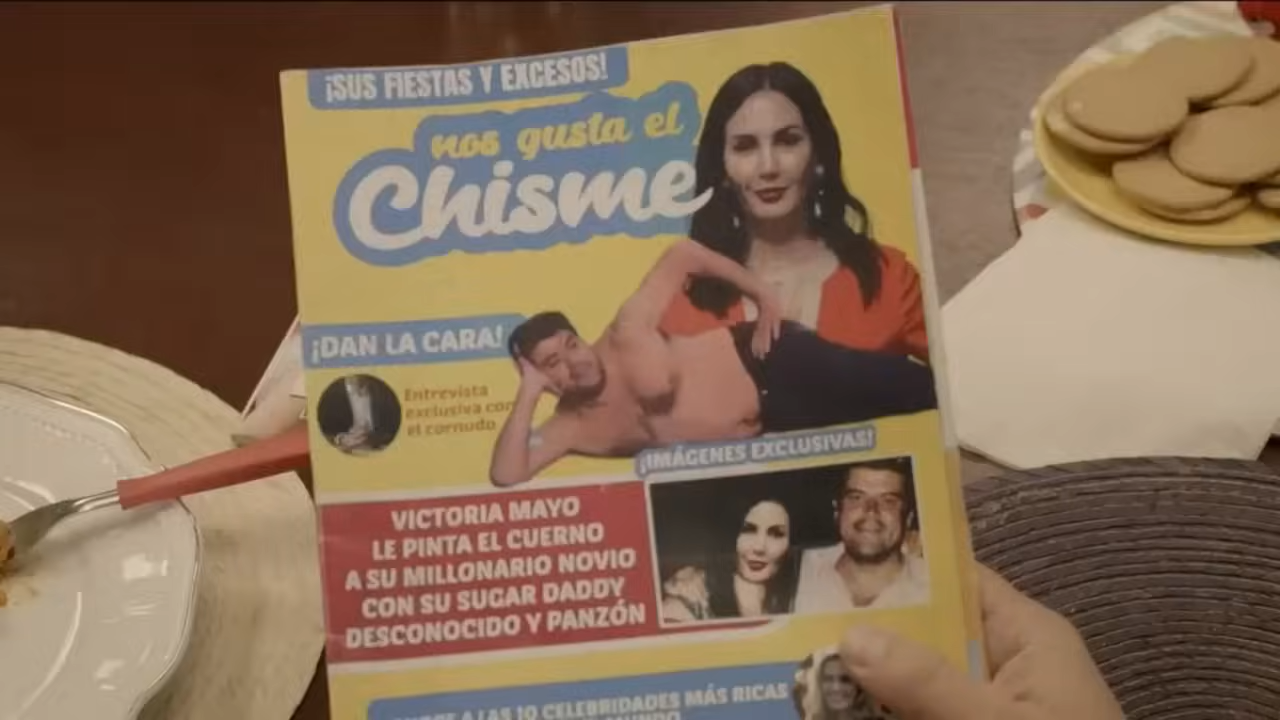 ¡SUS FIESTAS Y EXCESOS!
nos gusta el
Chisme
¡DAN LA CARA!
Entrevista
exclusiva con
el cornudo
¡IMÁGENES EXCLUSIVAS!
VICTORIA MAYO
LE PINTA EL CUERNO
A SU MILLONARIO NOVIO
CON SU SUGAR DADDY
DESCONOCIDO Y PANZÓN
A LAS 10 CELEBRIDADES MÁS RICAS
MUNDO